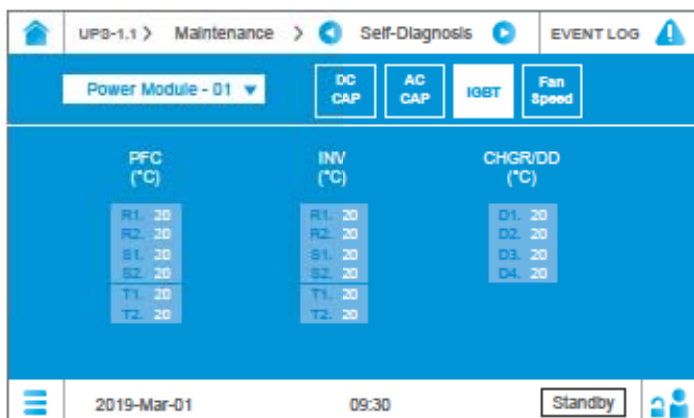 UPS-1.1 > Maintenance > Self-Diagnosis EVENT LOG
Power Module - 01
DC CAP
AC CAP
IGBT
Fan Speed
PFC
(°C)
R1. 20
R2. 20
S1. 20
S2. 20
T1. 20
T2. 20
INV
(°C)
R1. 20
R2. 20
S1. 20
S2. 20
T1. 20
T2. 20
CHGR/DD
(°C)
D1. 20
D2. 20
D3. 20
D4. 20
2019-Mar-01 09:30 Standby